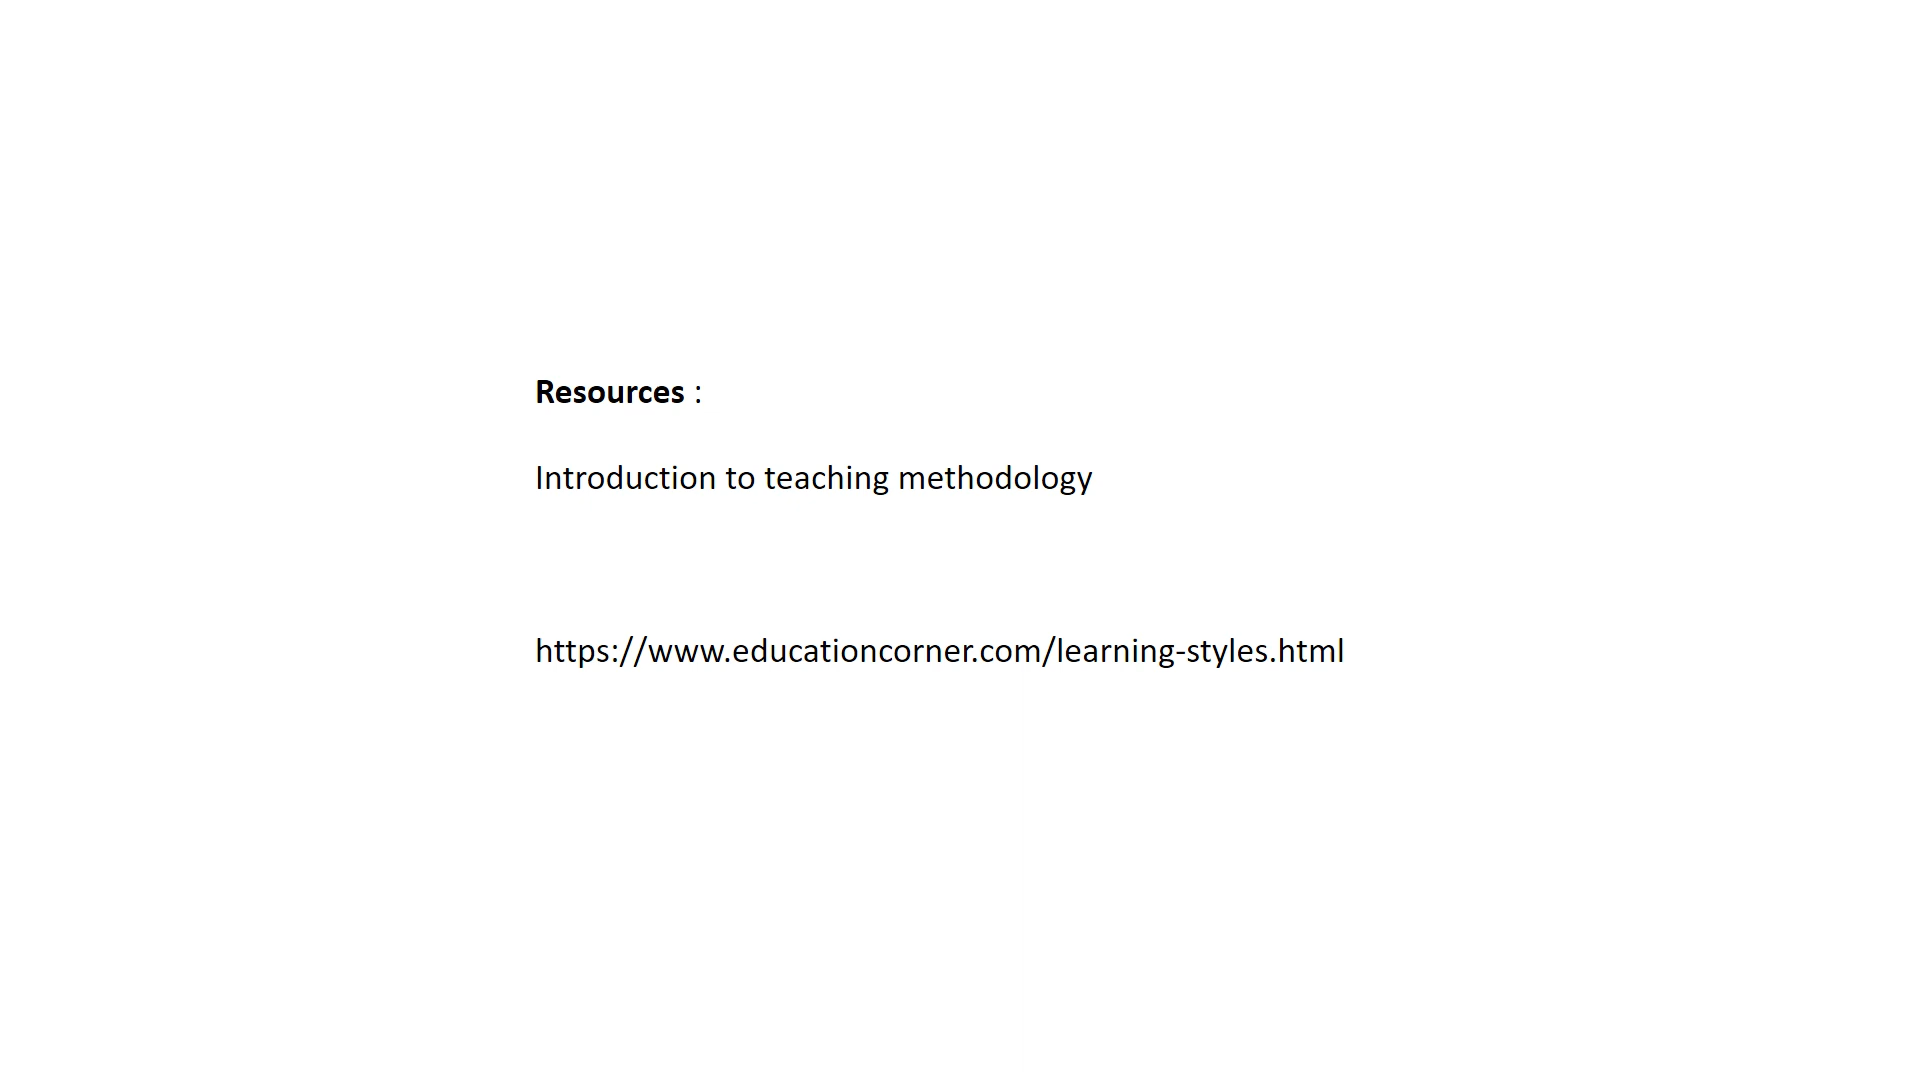 Resources :
Introduction to teaching methodology
https://www.educationcorner.com/learning-styles.html